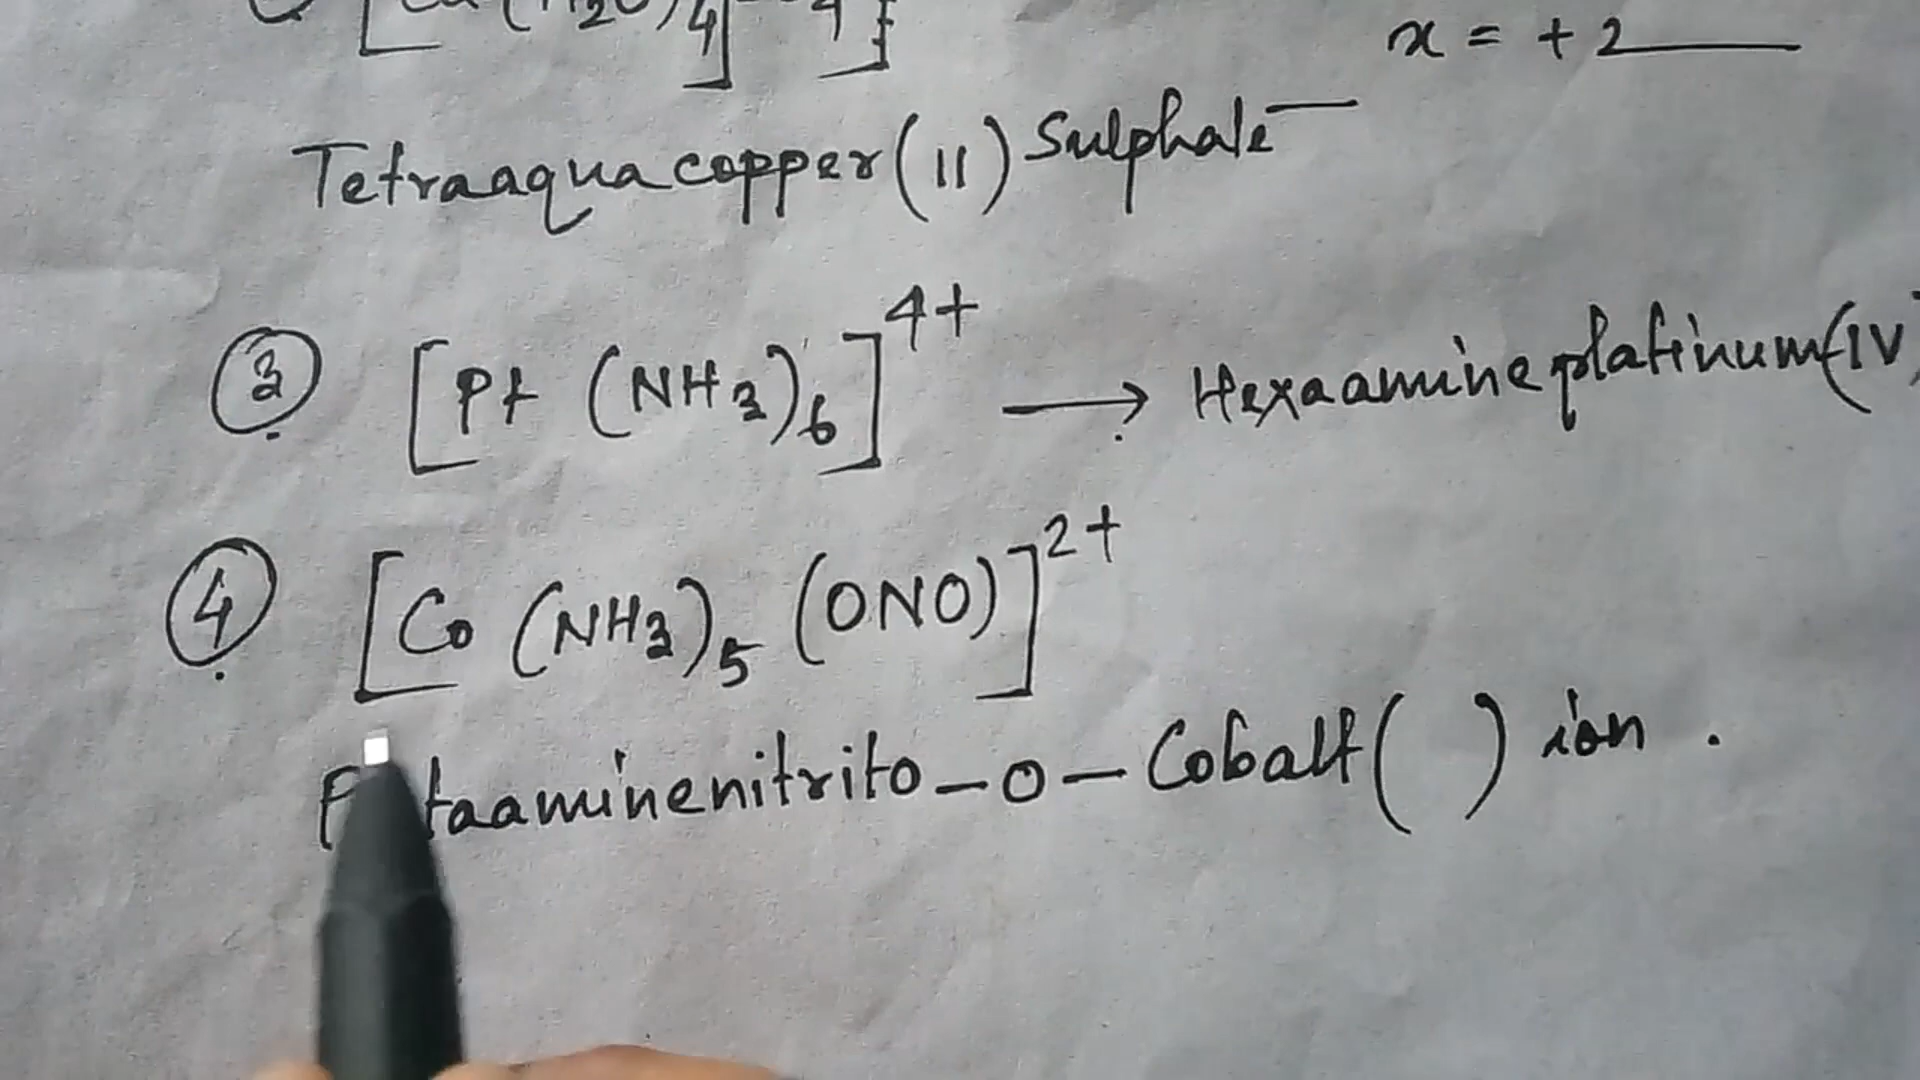 x = + 2
Tetraaquacopper(II) Sulphate
3 [Pt (NH3)6]4+ → Hexaamineplatinum(IV)
4 [Co (NH3)5 (ONO)]2+
taaminenitrito-o-Cobalt( ) ion .